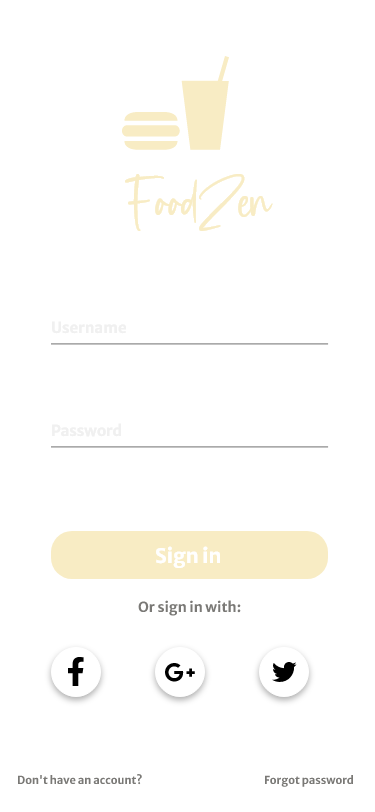 FoodZen
Username
Password
Sign in
Or sign in with:
G+
Don't have an account?
Forgot password